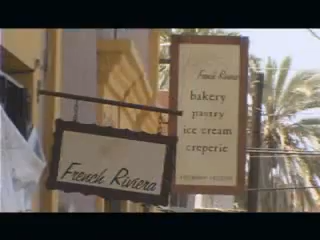 French Riviera
bakery
pastry
ice cream
creperie
French Riviera